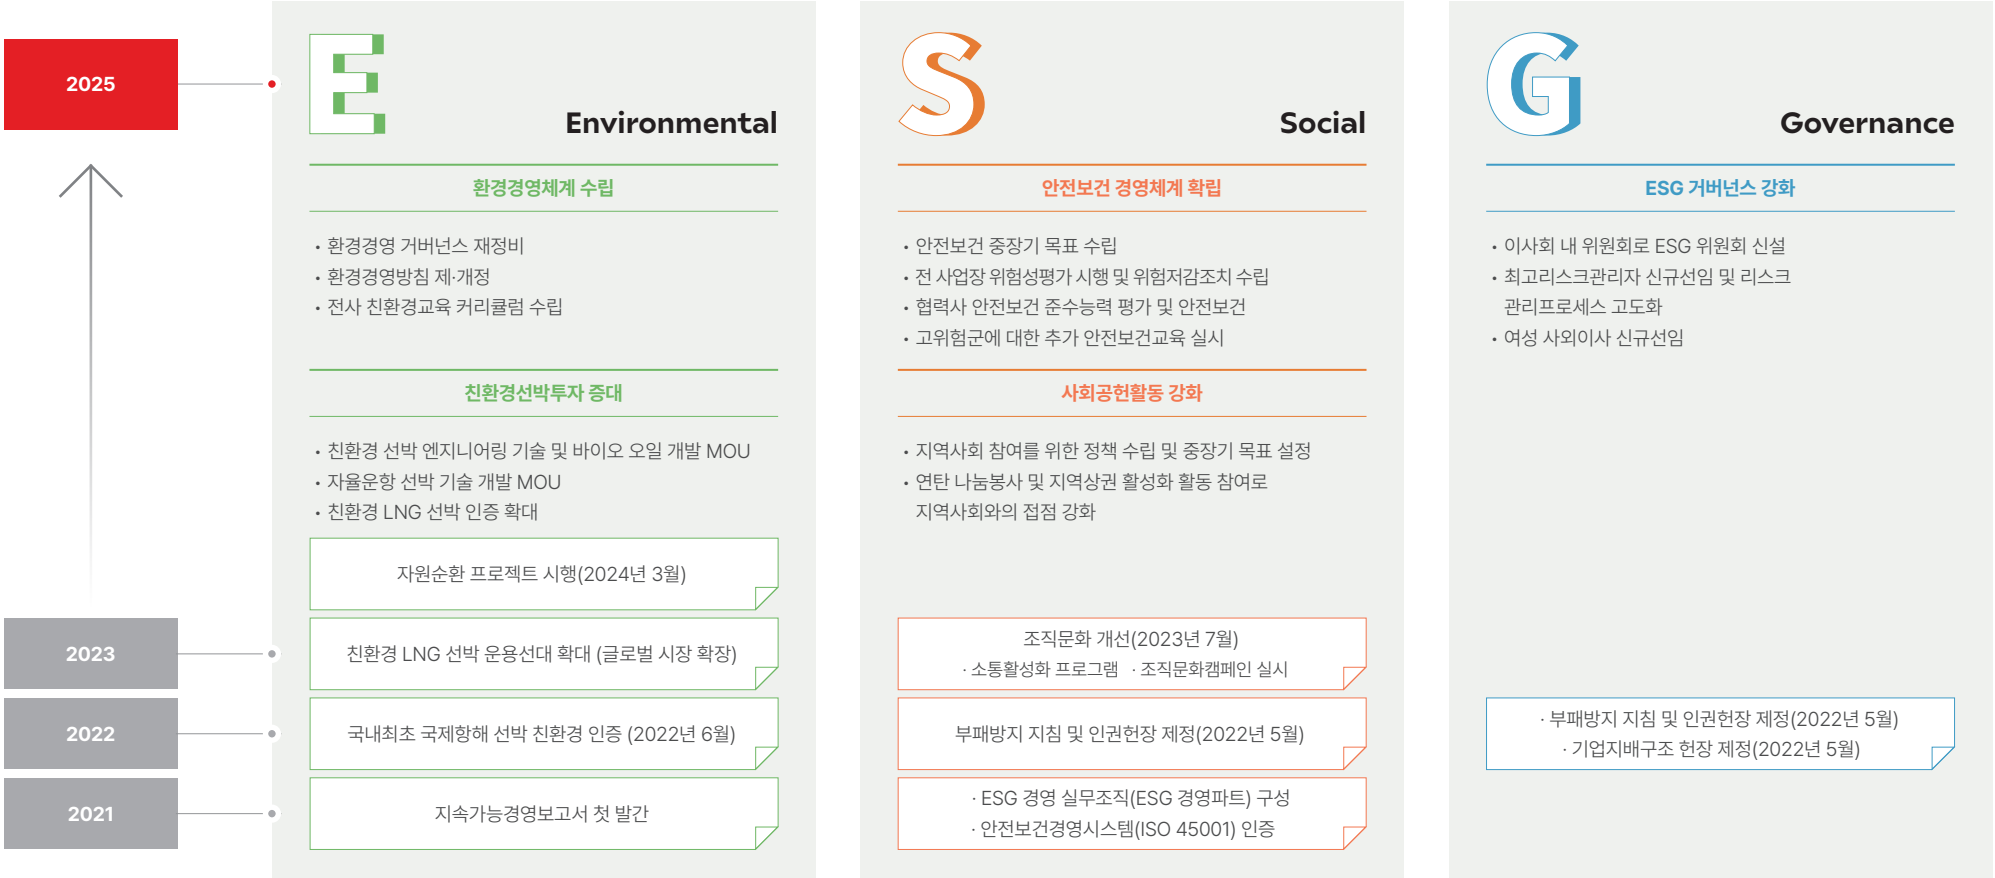 2025
E
Environmental
환경경영체계 수립
• 환경경영 거버넌스 재정비
• 환경경영방침 제·개정
• 전사 친환경교육 커리큘럼 수립
친환경선박투자 증대
• 친환경 선박 엔지니어링 기술 및 바이오 오일 개발 MOU
• 자율운항 선박 기술 개발 MOU
• 친환경 LNG 선박 인증 확대
자원순환 프로젝트 시행(2024년 3월)
S
Social
안전보건 경영체계 확립
• 안전보건 중장기 목표 수립
• 전 사업장 위험성평가 시행 및 위험저감조치 수립
• 협력사 안전보건 준수능력 평가 및 안전보건
• 고위험군에 대한 추가 안전보건교육 실시
사회공헌활동 강화
• 지역사회 참여를 위한 정책 수립 및 중장기 목표 설정
• 연탄 나눔봉사 및 지역상권 활성화 활동 참여로
지역사회와의 접점 강화
G
Governance
ESG 거버넌스 강화
• 이사회 내 위원회로 ESG 위원회 신설
• 최고리스크관리자 신규선임 및 리스크
관리프로세스 고도화
• 여성 사외이사 신규선임
2023
친환경 LNG 선박 운용선대 확대 (글로벌 시장 확장)
조직문화 개선(2023년 7월)
· 소통활성화 프로그램 · 조직문화캠페인 실시
2022
국내최초 국제항해 선박 친환경 인증 (2022년 6월)
부패방지 지침 및 인권헌장 제정(2022년 5월)
· 부패방지 지침 및 인권헌장 제정(2022년 5월)
· 기업지배구조 헌장 제정(2022년 5월)
2021
지속가능경영보고서 첫 발간
· ESG 경영 실무조직(ESG 경영파트) 구성
· 안전보건경영시스템(ISO 45001) 인증